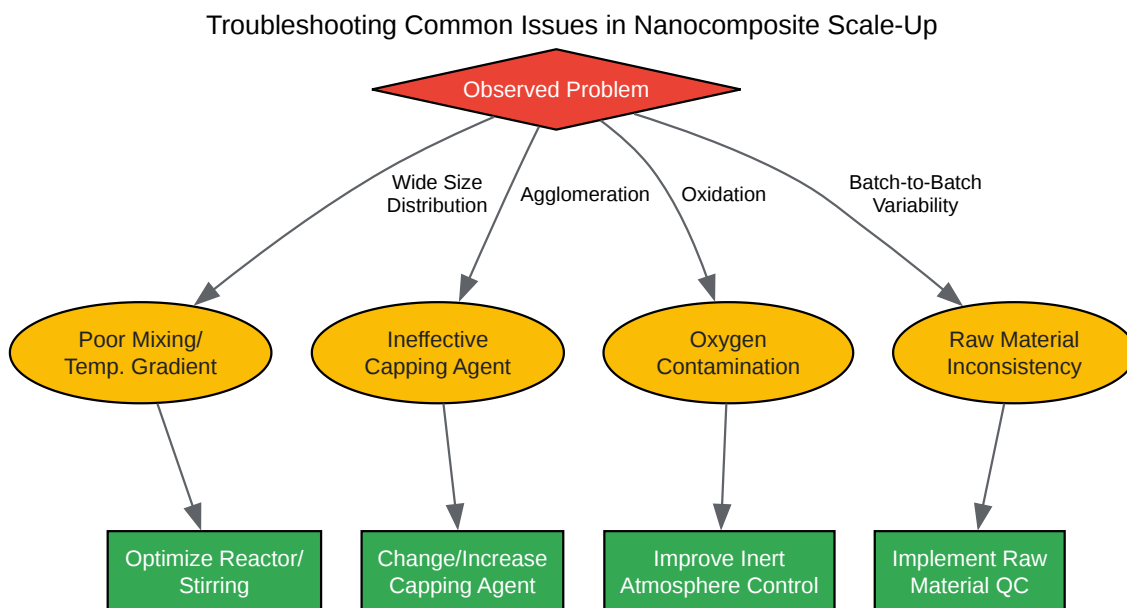 Troubleshooting Common Issues in Nanocomposite Scale-Up
Observed Problem
Wide Size
Distribution
Agglomeration
Oxidation
Batch-to-Batch
Variability
Poor Mixing/
Temp. Gradient
Ineffective
Capping Agent
Oxygen
Contamination
Raw Material
Inconsistency
Optimize Reactor/
Stirring
Change/Increase
Capping Agent
Improve Inert
Atmosphere Control
Implement Raw
Material QC